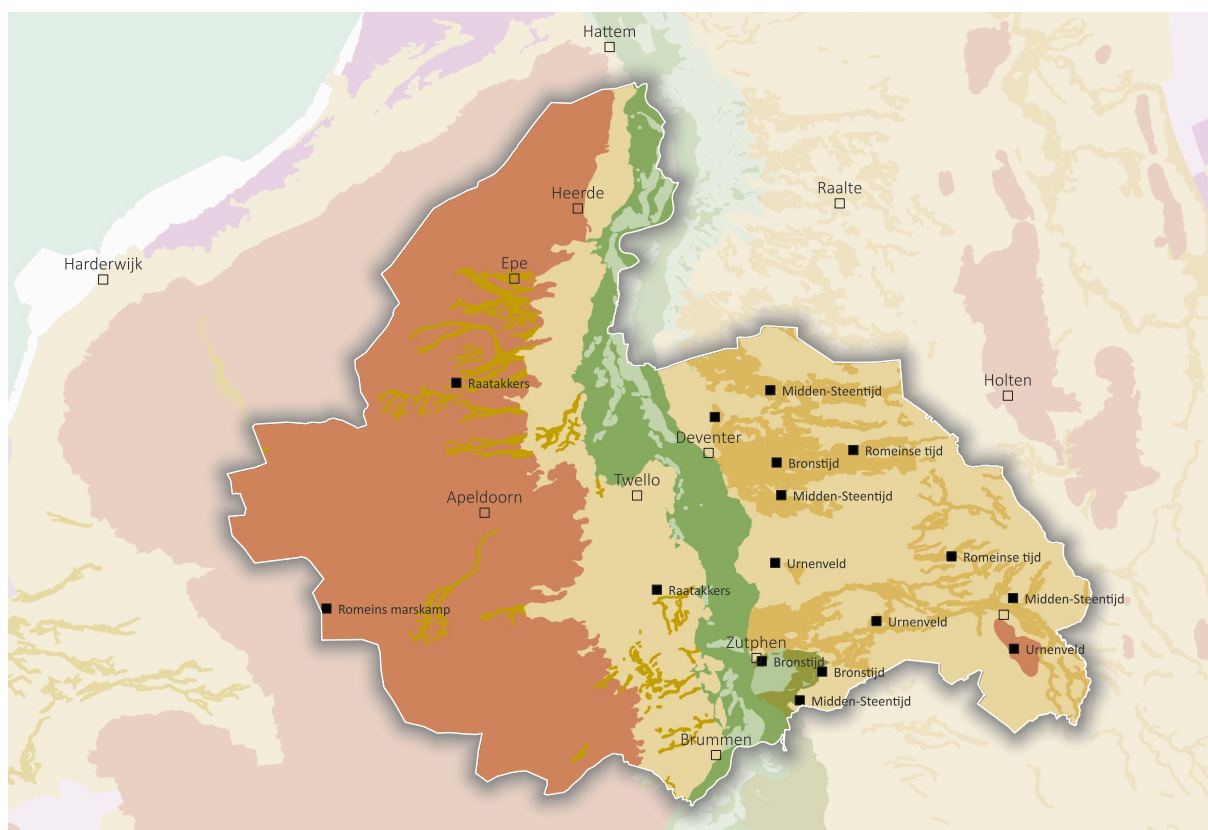 Hattem
Raalte
Heerde
Harderwijk
Epe
Raatakkers
Holten
Midden-Steentijd
Deventer
Romeinse tijd
Bronstijd
Twello
Apeldoorn
Midden-Steentijd
Romeinse tijd
Urnenveld
Raatakkers
Midden-Steentijd
Romeins marskamp
Urnenveld
Zutphen
Urnenveld
Bronstijd
Bronstijd
Midden-Steentijd
Brummen